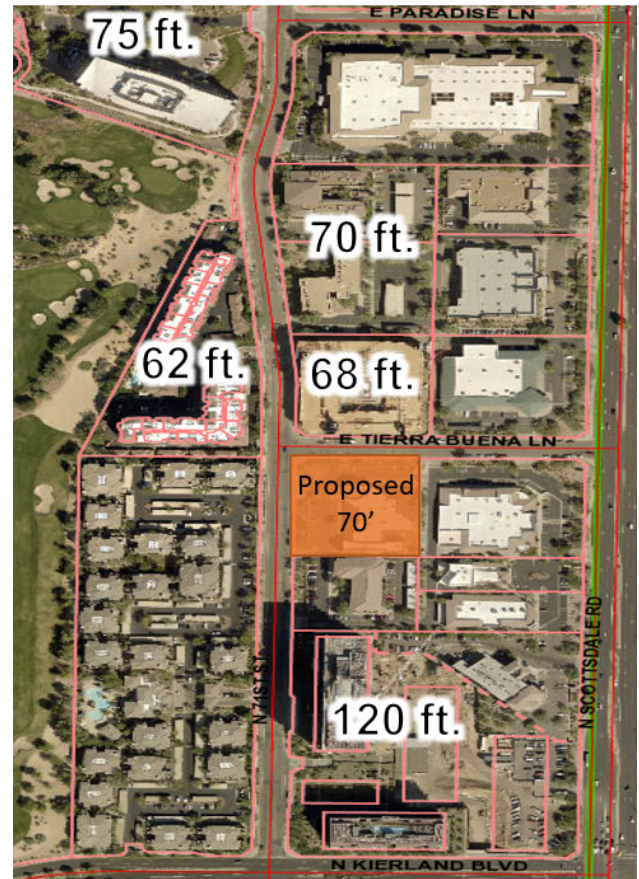 E PARADISE LN
75 ft.
70 ft.
62 ft.
68 ft.
E TIERRA BUENA LN
Proposed
70'
N 71ST ST
N SCOTTSDALE RD
120 ft.
N KIERLAND BLVD